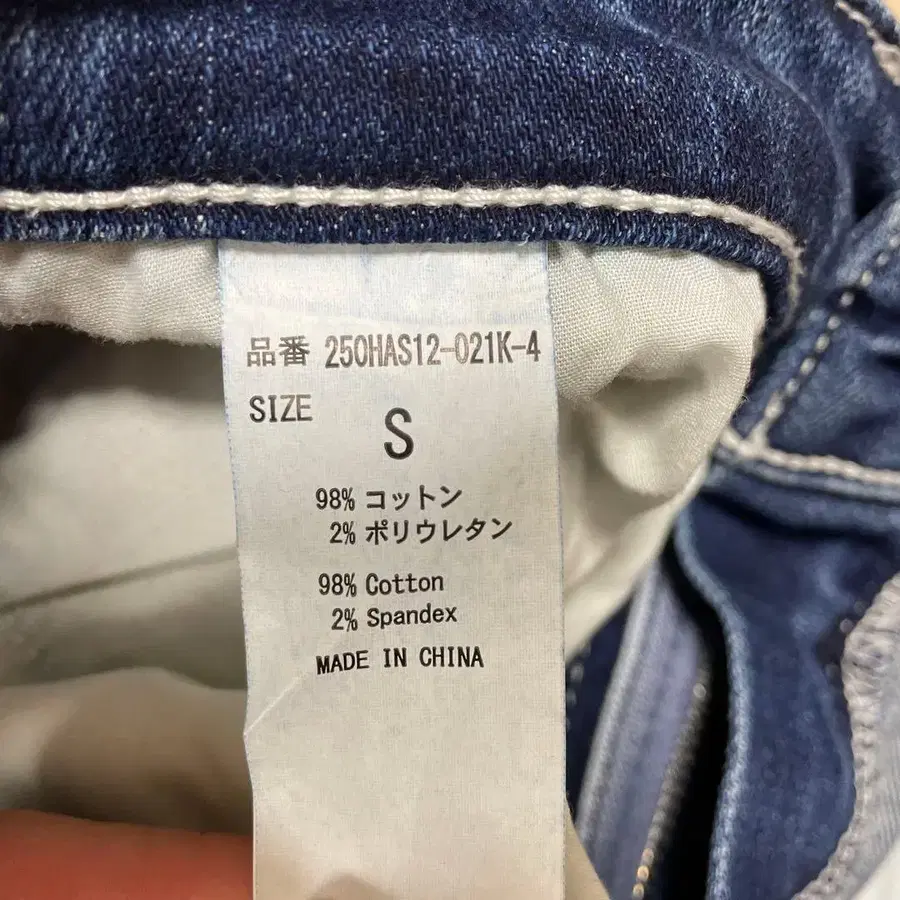 品番 250HAS12-021K-4
SIZE
S
98% コットン
2% ポリウレタン
98% Cotton
2% Spandex
MADE IN CHINA